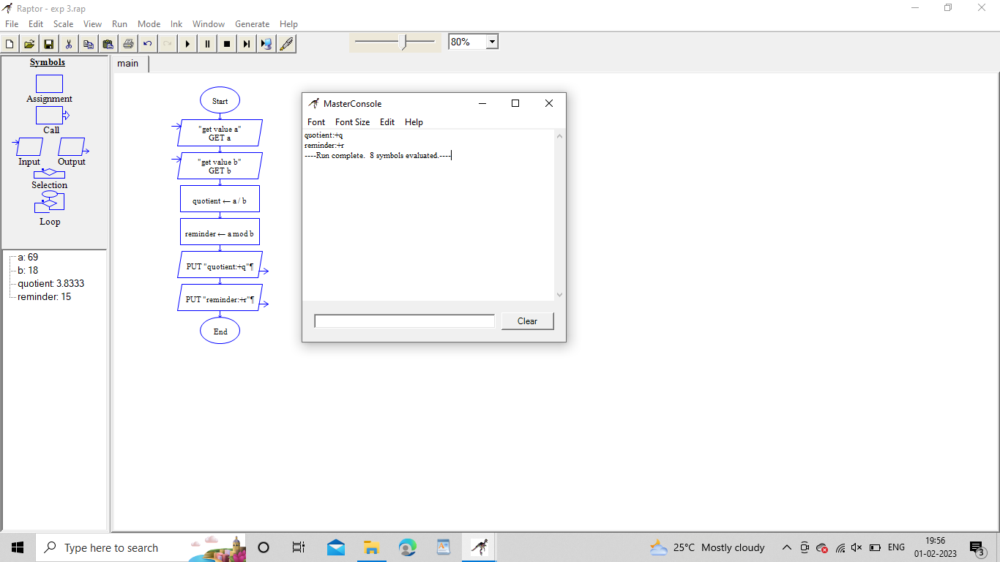 Raptor - exp 3.rap
File Edit Scale View Run Mode Ink Window Generate Help
80%
Symbols
Assignment
Call
Input Output
Selection
Loop
a: 69
b: 18
quotient: 3.8333
reminder: 15
main
Start
"get value a"
GET a
"get value b"
GET b
quotient ← a / b
reminder ← a mod b
PUT "quotient:+q"¶
PUT "reminder:+r"¶
End
MasterConsole
Font Font Size Edit Help
quotient:+q
reminder:+r
----Run complete.  8 symbols evaluated.----
Clear
Type here to search
25°C Mostly cloudy
ENG
19:56
01-02-2023
3